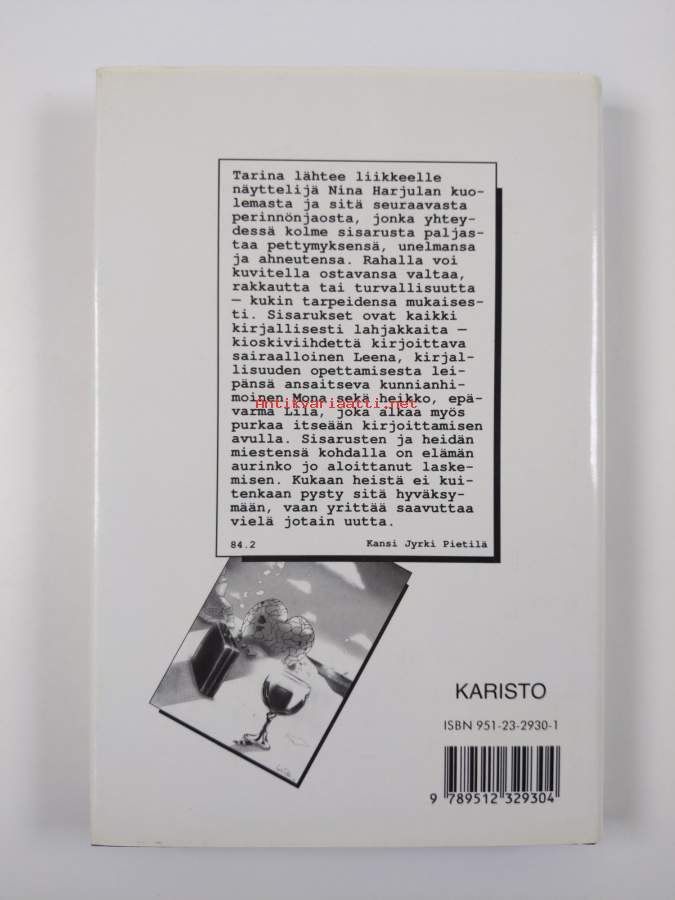 Tarina lähtee liikkeelle
näyttelijä Nina Harjulan kuo-
lemasta ja sitä seuraavasta
perinnönjaosta, jonka yhtey-
dessä kolme sisarusta paljas-
taa pettymyksensä, unelmansa
ja ahneutensa. Rahalla voi
kuvitella ostavansa valtaa,
rakkautta tai turvallisuutta
— kukin tarpeidensa mukaises-
ti. Sisarukset ovat kaikki
kirjallisesti lahjakkaita —
kioskiviihdettä kirjoittava
sairaalloinen Leena, kirjal-
lisuuden opettamisesta lei-
pänsä ansaitseva kunnianhi-
moinen Mona sekä heikko, epä-
Antikvariaatti.net
varma Lila, joka alkaa myös
purkaa itseään kirjoittamisen
avulla. Sisarusten ja heidän
miestensä kohdalla on elämän
aurinko jo aloittanut laske-
misen. Kukaan heistä ei kui-
tenkaan pysty sitä hyväksy-
mään, vaan yrittää saavuttaa
vielä jotain uutta.
84.2 Kansi Jyrki Pietilä
KARISTO
ISBN 951-23-2930-1
9 789512 329304